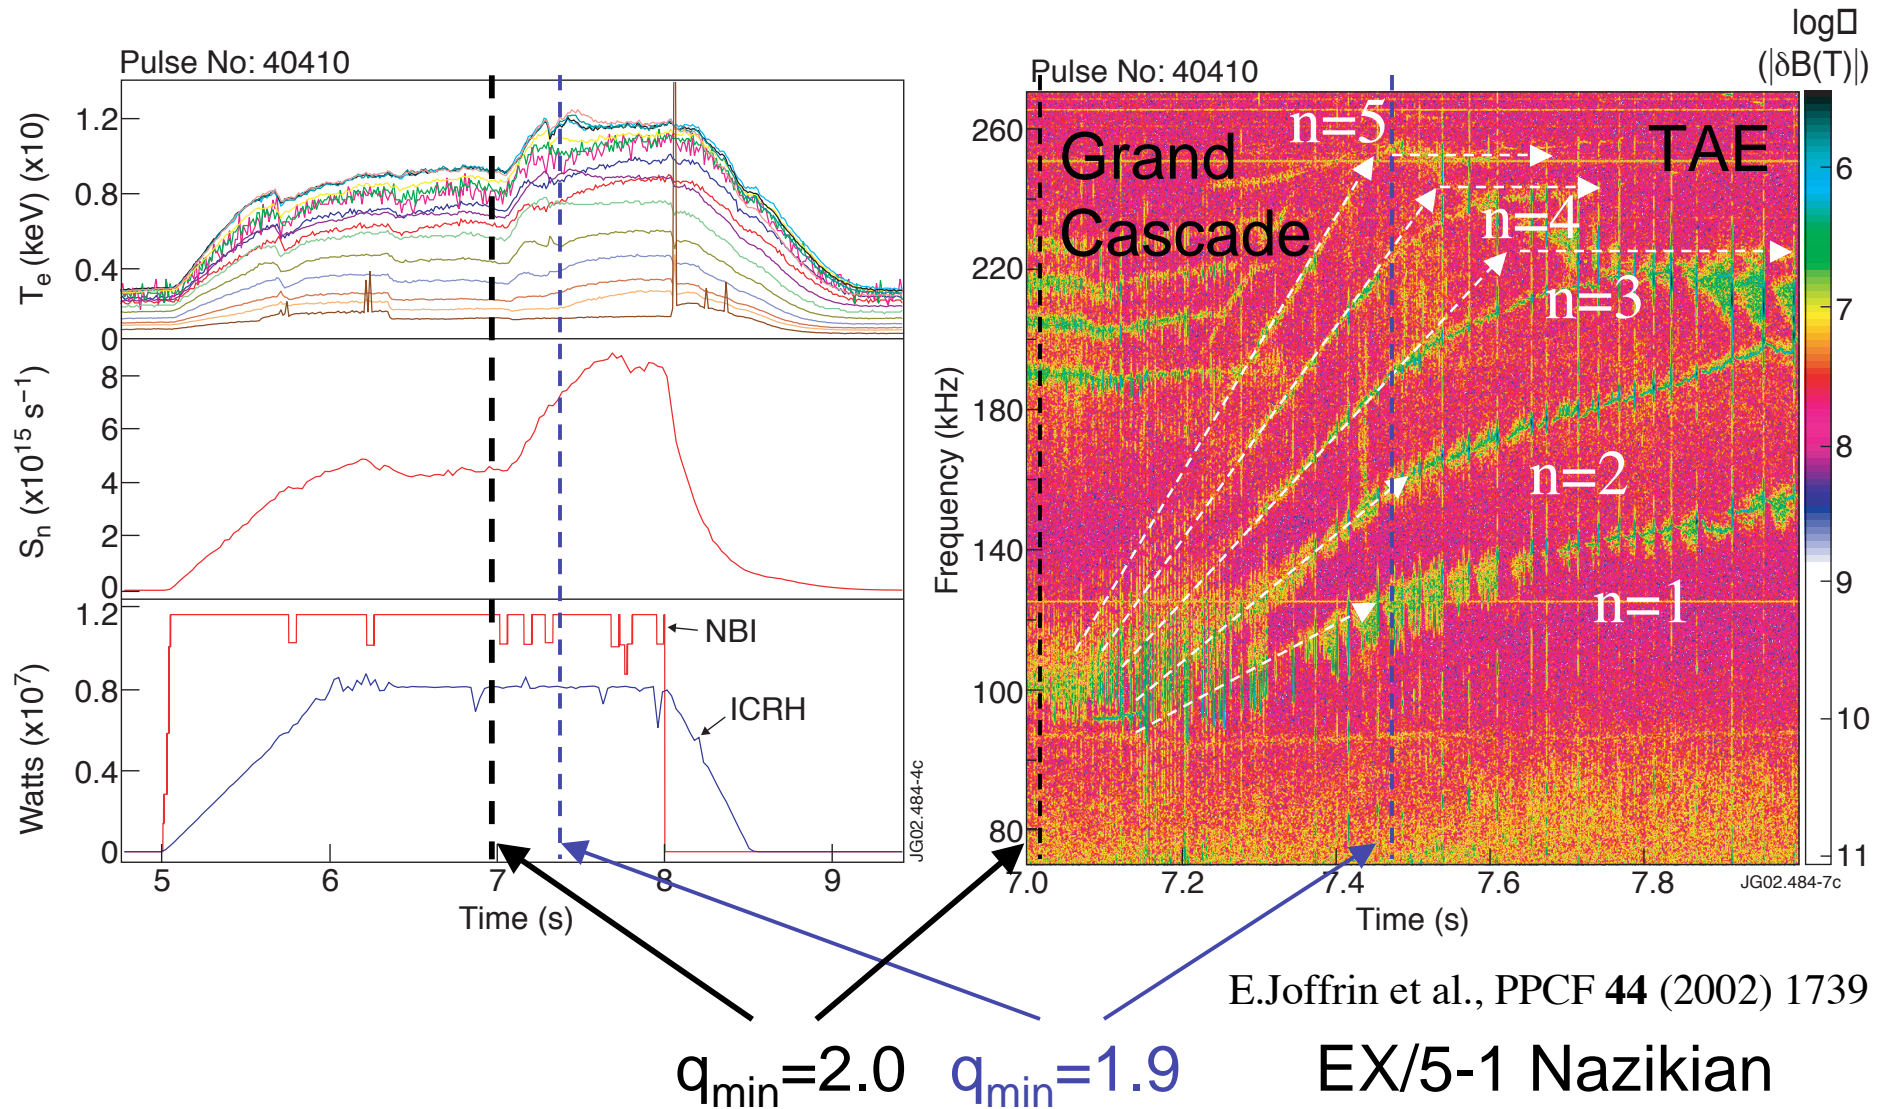 Pulse No: 40410
1.2
0.8
0.4
0
Te (keV) (x10)
8
6
4
2
0
Sn (x10¹⁵ s⁻¹)
1.2
0.8
0.4
0
Watts (x10⁷)
NBI
ICRH
5 6 7 8 9
Time (s)
JG02.484-4c
Pulse No: 40410
log□
(|δB(T)|)
260
220
180
140
100
80
Frequency (kHz)
Grand
Cascade
TAE
n=5
n=4
n=3
n=2
n=1
6
7
8
9
10
11
7.0 7.2 7.4 7.6 7.8
JG02.484-7c
Time (s)
E.Joffrin et al., PPCF 44 (2002) 1739
qmin=2.0 qmin=1.9 EX/5-1 Nazikian